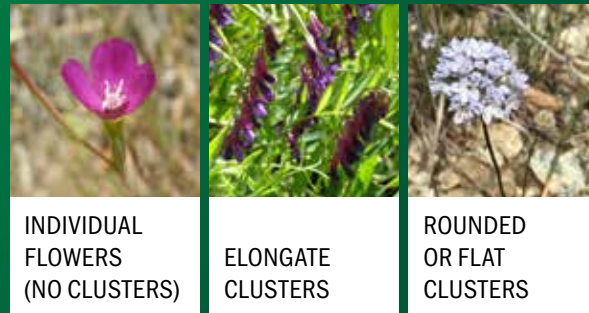 INDIVIDUAL
FLOWERS
(NO CLUSTERS)
ELONGATE
CLUSTERS
ROUNDED
OR FLAT
CLUSTERS